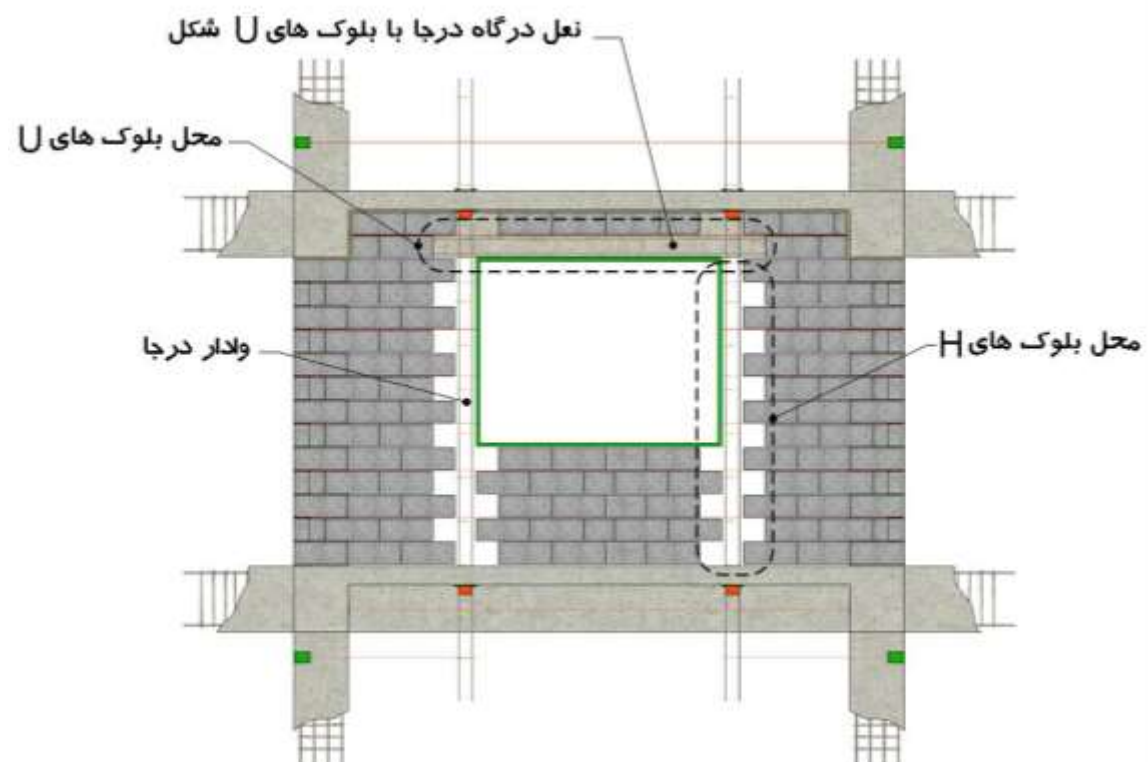 نعل درگاه درجا با بلوک های U شکل
محل بلوک های U
وادار درجا
محل بلوک های H